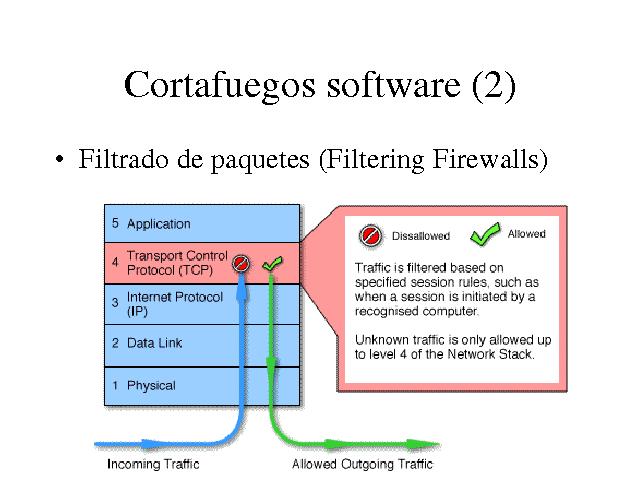 Cortafuegos software (2)
• Filtrado de paquetes (Filtering Firewalls)
5 Application
4 Transport Control
Protocol (TCP)
3 Internet Protocol
(IP)
2 Data Link
1 Physical
Incoming Traffic
Allowed Outgoing Traffic
Dissallowed
Allowed
Traffic is filtered based on
specified session rules, such as
when a session is initiated by a
recognised computer.
Unknown traffic is only allowed up
to level 4 of the Network Stack.